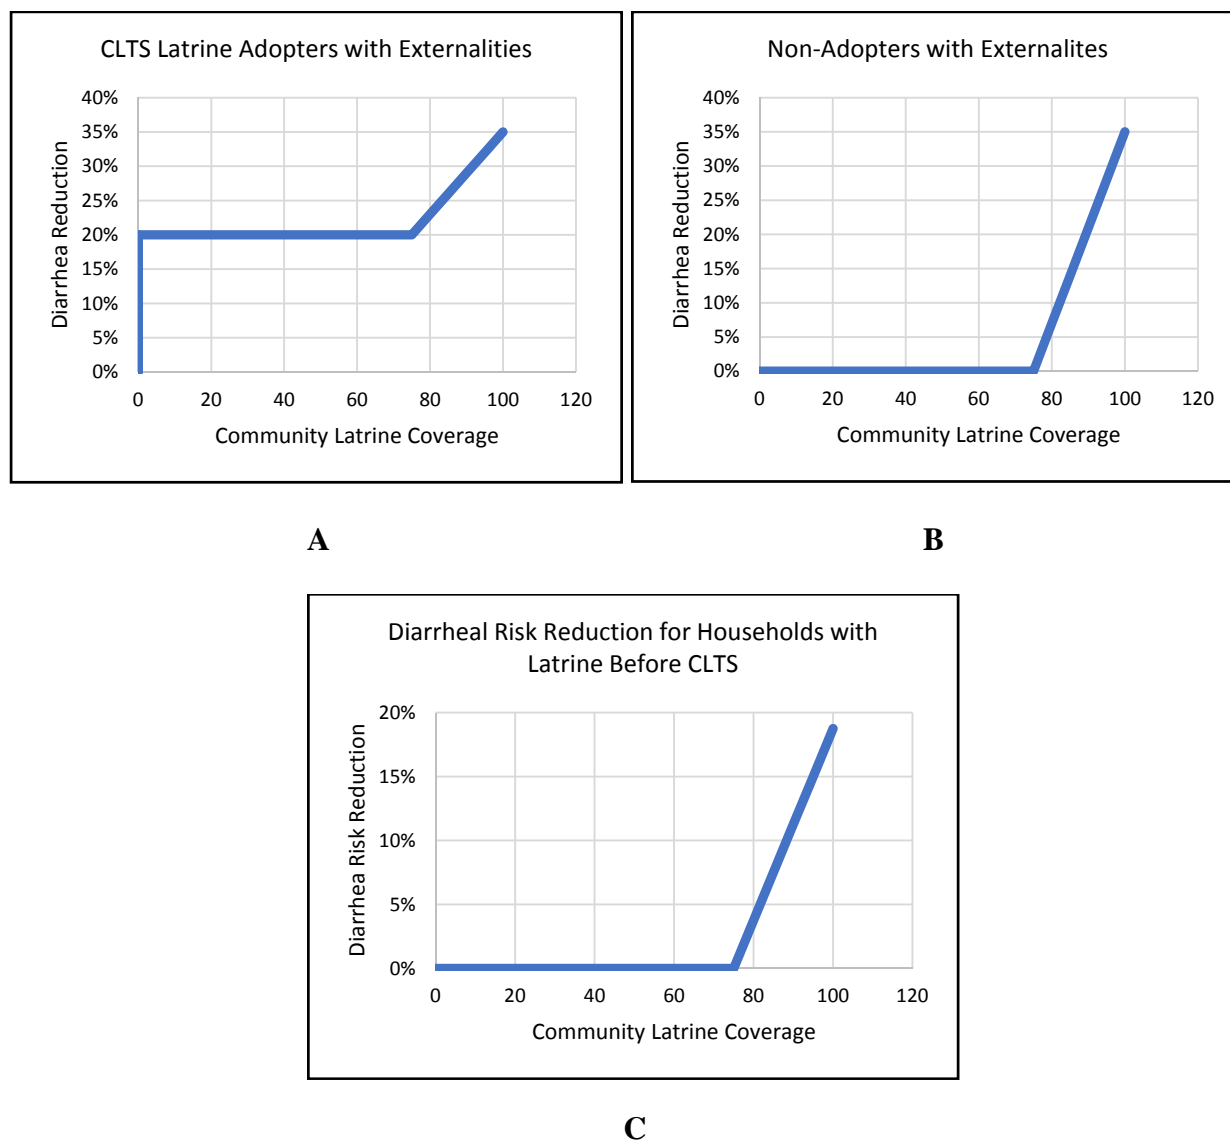 CLTS Latrine Adopters with Externalities
Diarrhea Reduction
40%
35%
30%
25%
20%
15%
10%
5%
0%
0 20 40 60 80 100 120
Community Latrine Coverage
A
Non-Adopters with Externalites
Diarrhea Reduction
40%
35%
30%
25%
20%
15%
10%
5%
0%
0 20 40 60 80 100 120
Community Latrine Coverage
B
Diarrheal Risk Reduction for Households with
Latrine Before CLTS
Diarrhea Risk Reduction
20%
15%
10%
5%
0%
0 20 40 60 80 100 120
Community Latrine Coverage
C